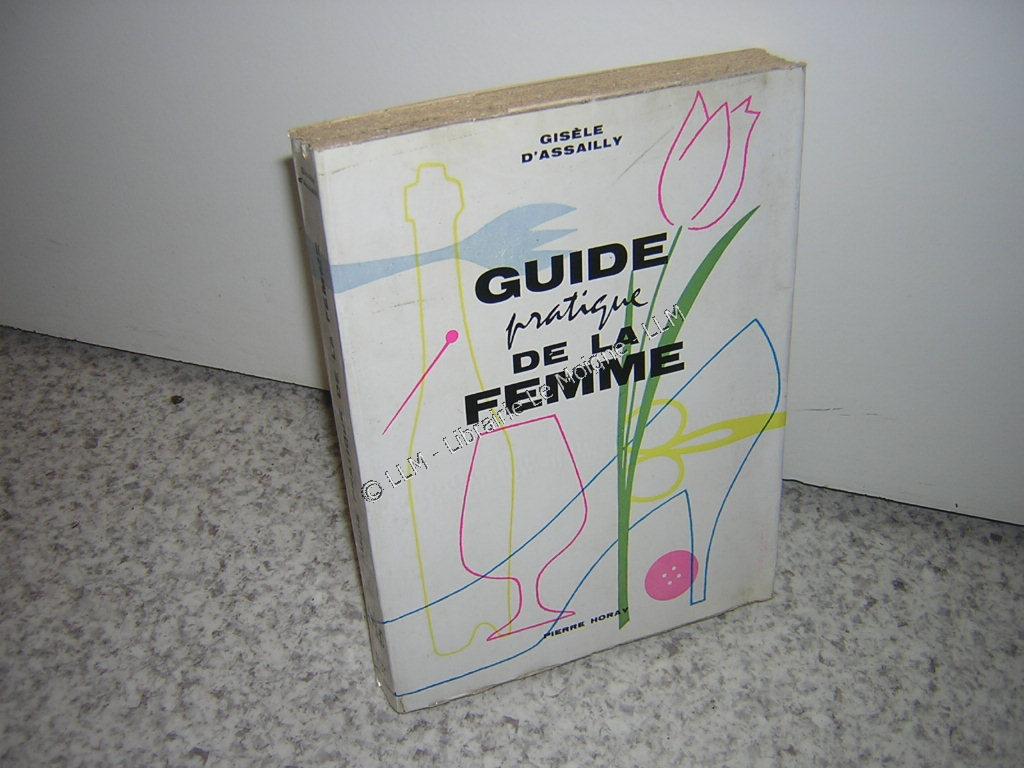 GISÈLE
D'ASSAILLY
GUIDE
pratique
DE LA
FEMME
© LLM - Librairie Le Moigne - LLM
PIERRE HORAY